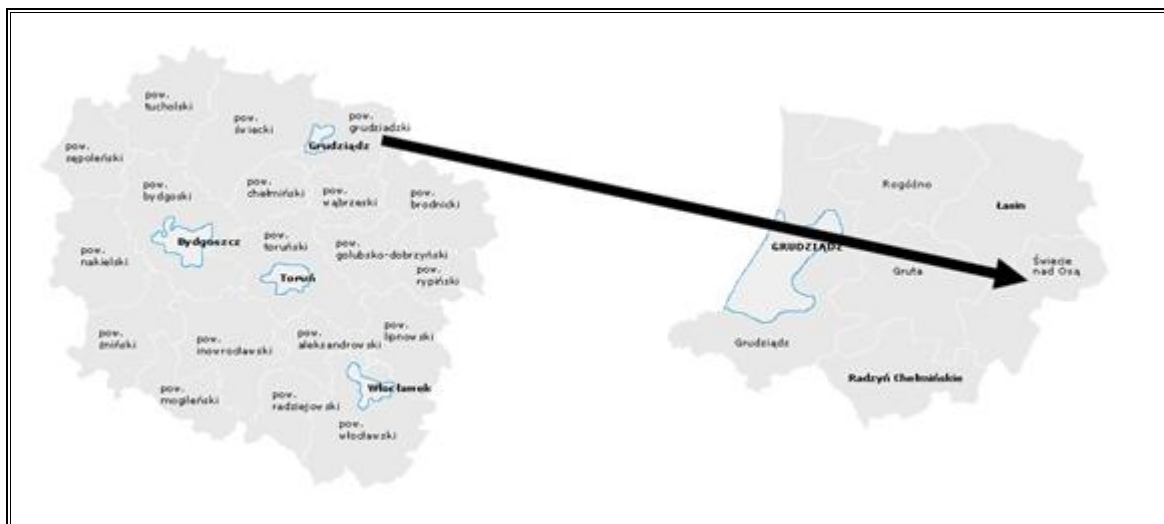 pow.
tucholski
pow.
świecki
pow.
grudziadzki
Grudziądz
pow.
sępoleński
pow.
bydgoski
pow.
chełmiński
pow.
wąbrzeski
pow.
brodnicki
Bydgoszcz
pow.
toruński
pow.
golubsko-dobrzyński
pow.
nakielski
Toruń
pow.
rypiński
pow.
żniński
pow.
inowrocławski
pow.
aleksandrowski
pow.
lipnowski
pow.
mogileński
pow.
radziejowski
Włocławek
pow.
włocławski
Rogóźno
Łasin
GRUDZIĄDZ
Gruta
Świecie
nad Osą
Grudziądz
Radzyń Chełmińskie